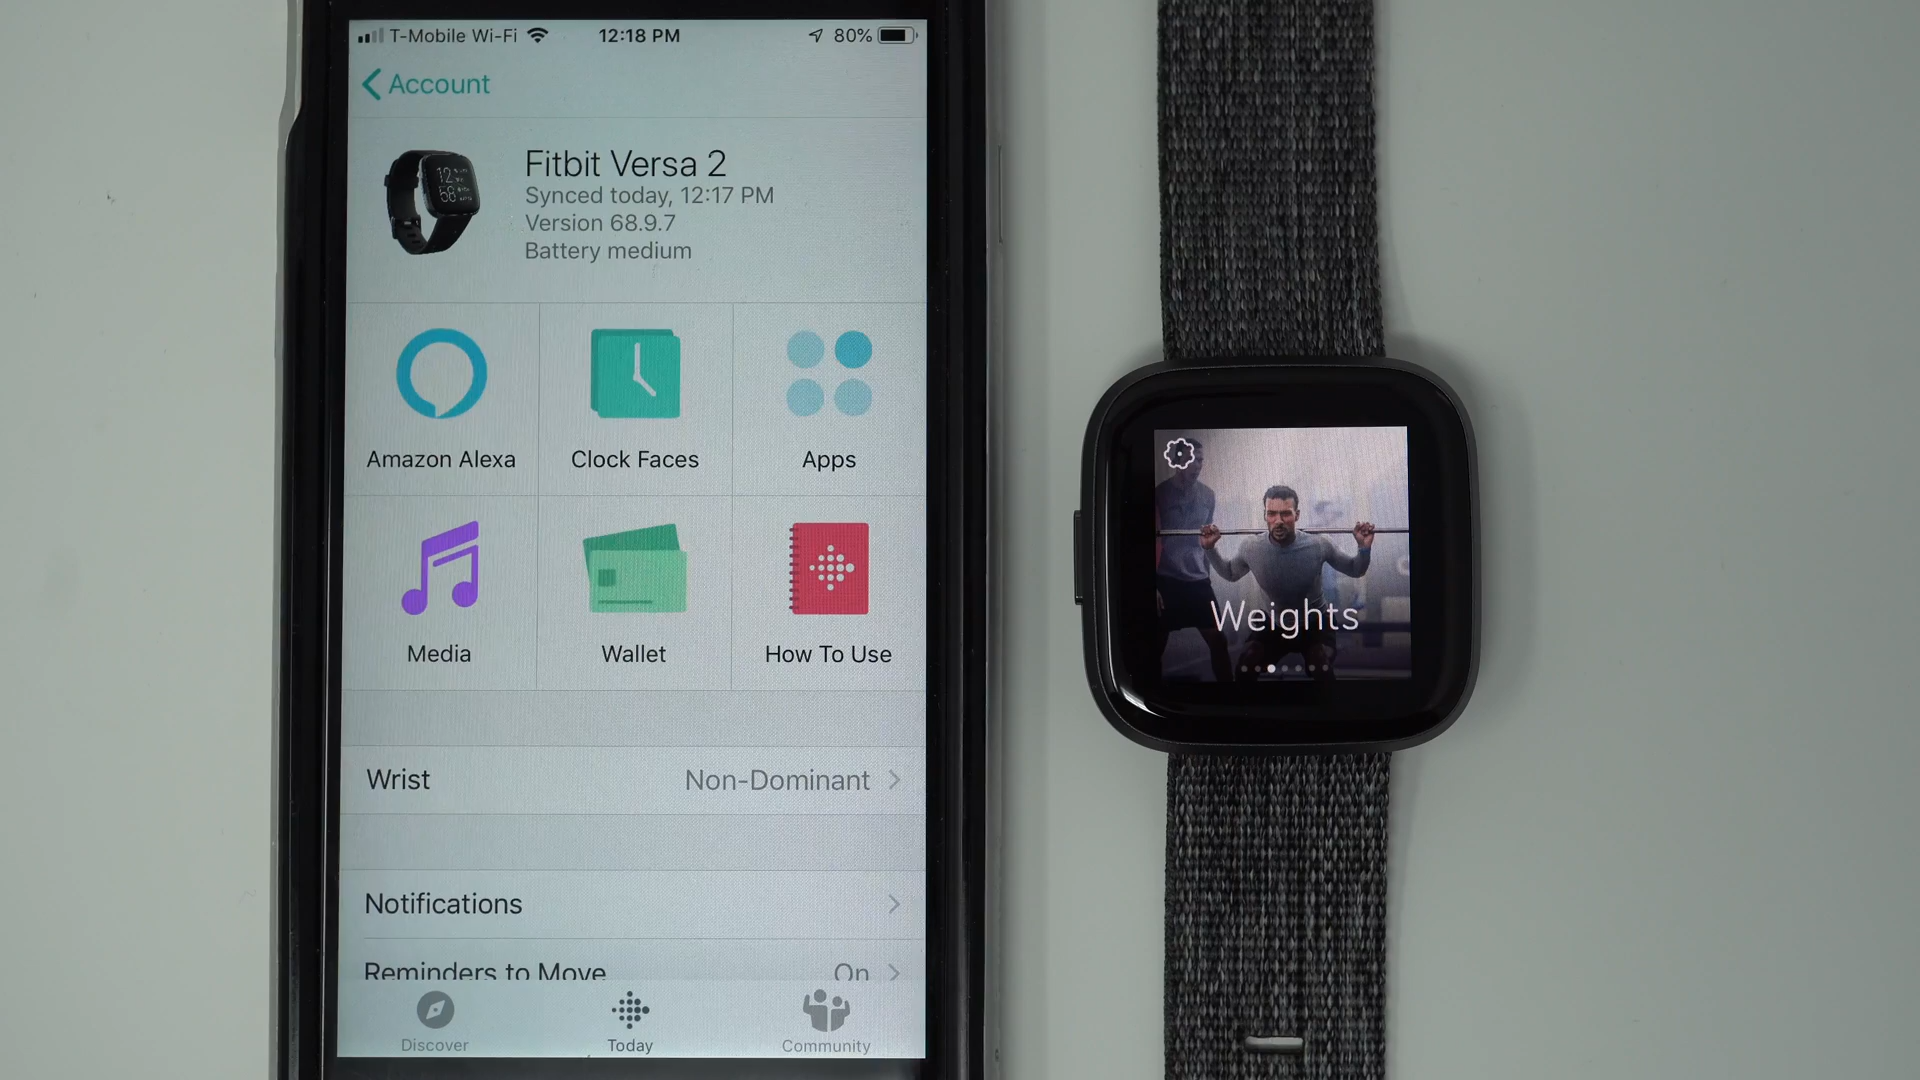 T-Mobile Wi-Fi 12:18 PM 80%
Account
Fitbit Versa 2
Synced today, 12:17 PM
Version 68.9.7
Battery medium
Amazon Alexa Clock Faces Apps
Media Wallet How To Use
Wrist Non-Dominant
Notifications
Reminders to Move On
Discover Today Community
Weights